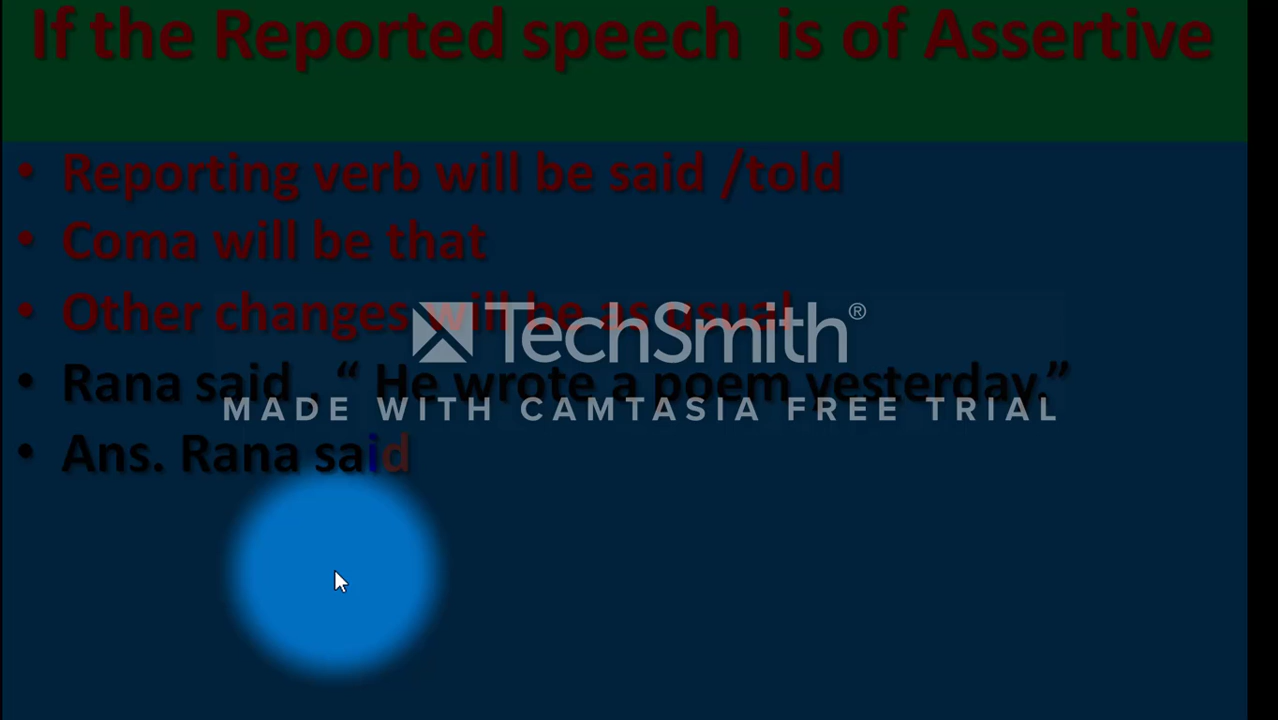 If the Reported speech is of Assertive
• Reporting verb will be said /told
• Coma will be that
• Other changes will be as usual
TechSmith®
• Rana said , “ He wrote a poem yesterday.”
MADE WITH CAMTASIA FREE TRIAL
• Ans. Rana said